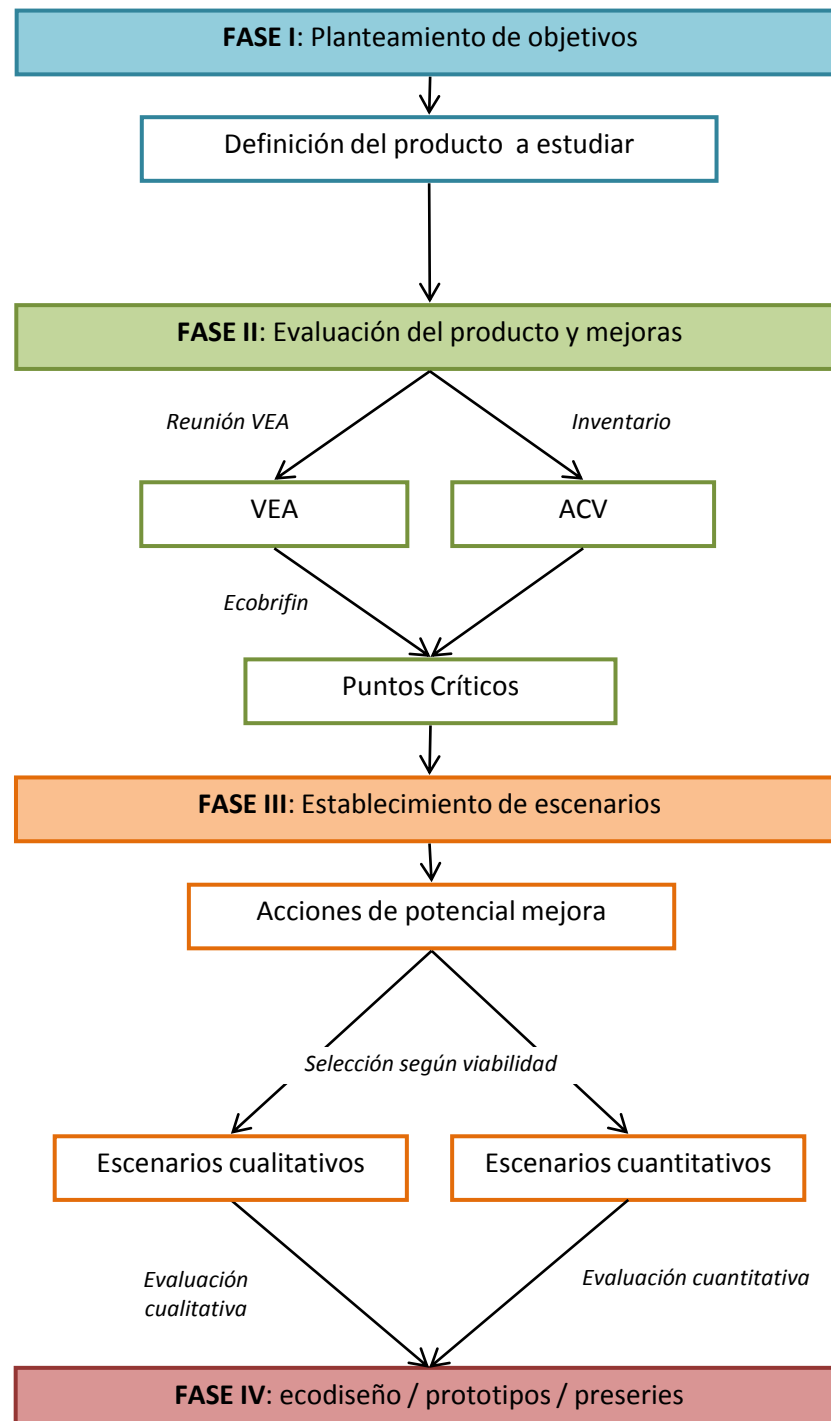 FASE I: Planteamiento de objetivos
Definición del producto a estudiar
FASE II: Evaluación del producto y mejoras
Reunión VEA
Inventario
VEA
ACV
Ecobrifin
Puntos Críticos
FASE III: Establecimiento de escenarios
Acciones de potencial mejora
Selección según viabilidad
Escenarios cualitativos
Escenarios cuantitativos
Evaluación
cualitativa
Evaluación cuantitativa
FASE IV: ecodiseño / prototipos / preseries